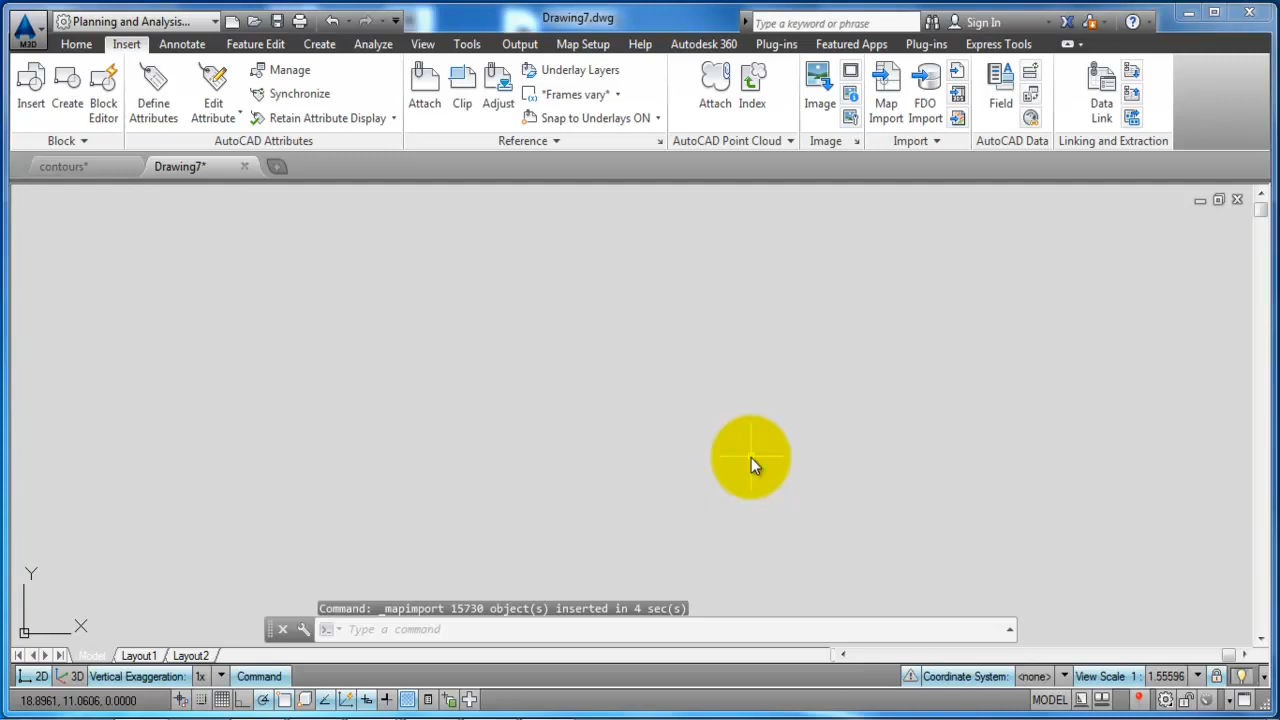 Planning and Analysis...
Drawing7.dwg
Type a keyword or phrase
Sign In
M3D
Home Insert Annotate Feature Edit Create Analyze View Tools Output Map Setup Help Autodesk 360 Plug-ins Featured Apps Plug-ins Express Tools
Insert Create Block Editor
Define Attributes
Edit Attribute
Manage
Synchronize
Retain Attribute Display
Attach Clip Adjust
Underlay Layers
*Frames vary*
Snap to Underlays ON
Attach Index
Image
Map Import
FDO Import
Field
Data Link
Block AutoCAD Attributes Reference AutoCAD Point Cloud Image Import AutoCAD Data Linking and Extraction
contours* Drawing7*
Y
X
Command: _mapimport 15730 object(s) inserted in 4 sec(s)
Type a command
Model Layout1 Layout2
2D 3D Vertical Exaggeration: 1x Command Coordinate System: <none> View Scale 1: 1.55596
18.8961, 11.0606, 0.0000 MODEL